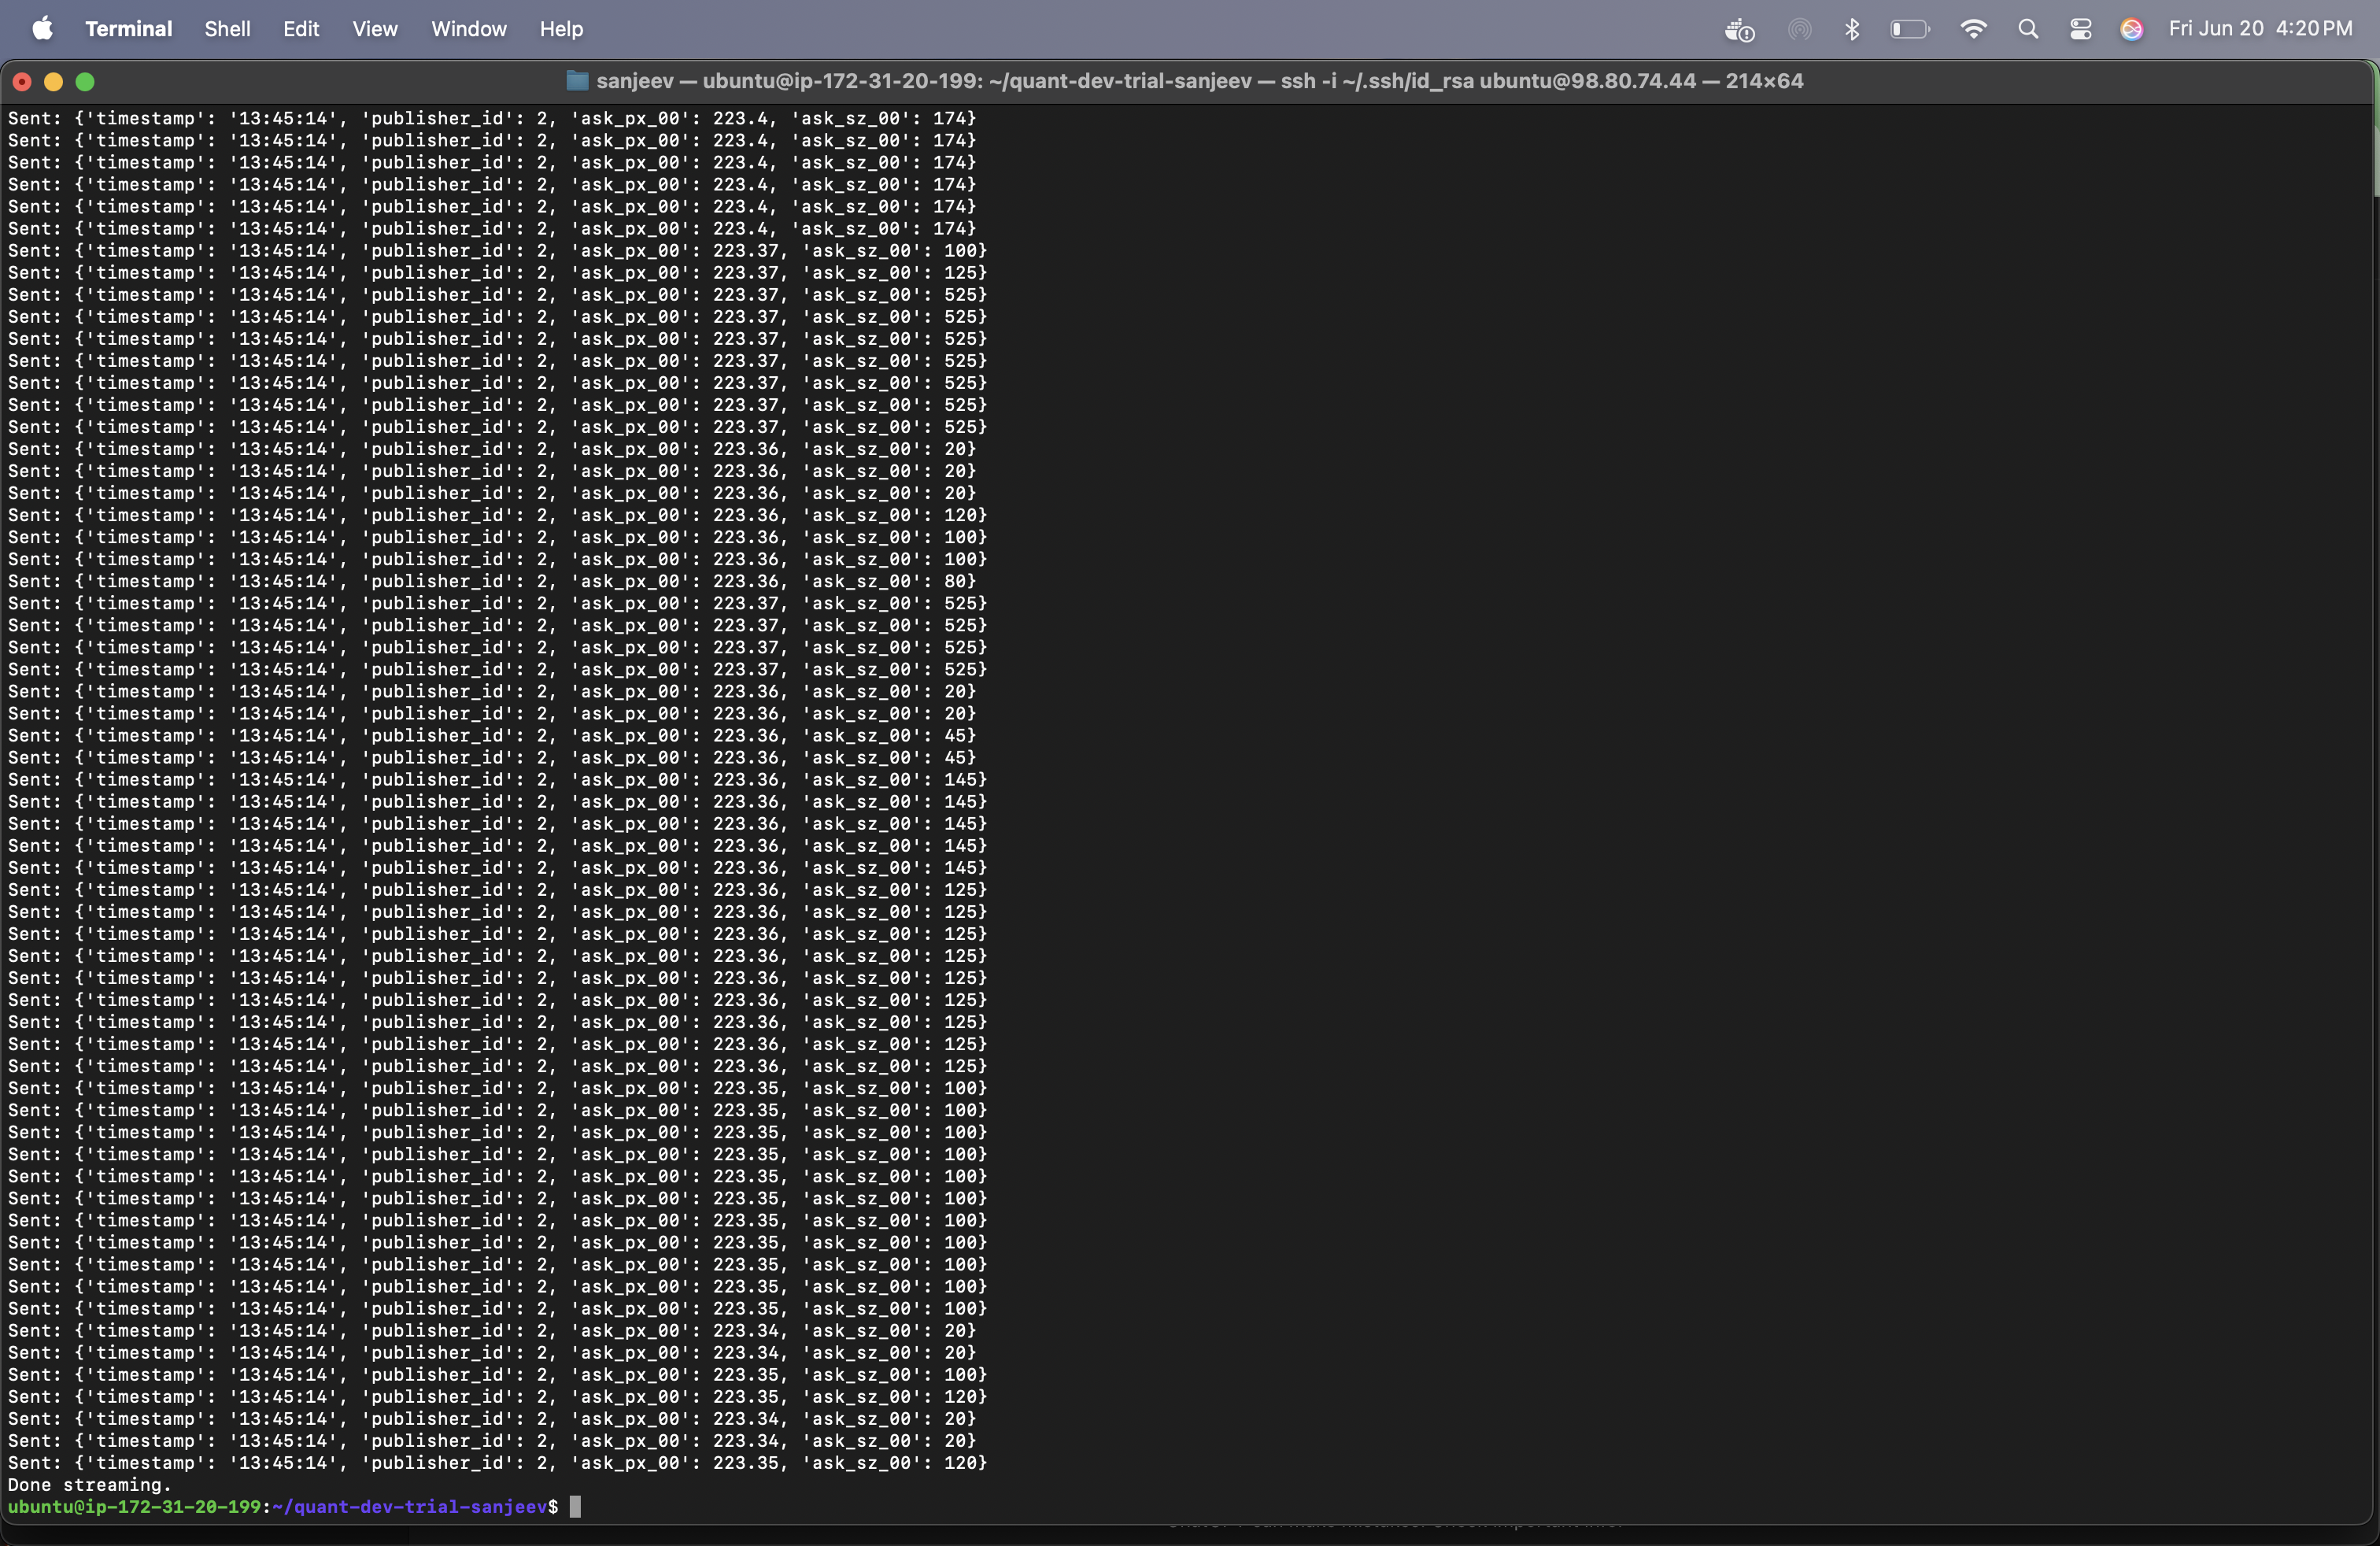 Terminal Shell Edit View Window Help Fri Jun 20 4:20 PM
sanjeev — ubuntu@ip-172-31-20-199: ~/quant-dev-trial-sanjeev — ssh -i ~/.ssh/id_rsa ubuntu@98.80.74.44 — 214×64
Sent: {'timestamp': '13:45:14', 'publisher_id': 2, 'ask_px_00': 223.4, 'ask_sz_00': 174}
Sent: {'timestamp': '13:45:14', 'publisher_id': 2, 'ask_px_00': 223.4, 'ask_sz_00': 174}
Sent: {'timestamp': '13:45:14', 'publisher_id': 2, 'ask_px_00': 223.4, 'ask_sz_00': 174}
Sent: {'timestamp': '13:45:14', 'publisher_id': 2, 'ask_px_00': 223.4, 'ask_sz_00': 174}
Sent: {'timestamp': '13:45:14', 'publisher_id': 2, 'ask_px_00': 223.4, 'ask_sz_00': 174}
Sent: {'timestamp': '13:45:14', 'publisher_id': 2, 'ask_px_00': 223.4, 'ask_sz_00': 174}
Sent: {'timestamp': '13:45:14', 'publisher_id': 2, 'ask_px_00': 223.37, 'ask_sz_00': 100}
Sent: {'timestamp': '13:45:14', 'publisher_id': 2, 'ask_px_00': 223.37, 'ask_sz_00': 125}
Sent: {'timestamp': '13:45:14', 'publisher_id': 2, 'ask_px_00': 223.37, 'ask_sz_00': 525}
Sent: {'timestamp': '13:45:14', 'publisher_id': 2, 'ask_px_00': 223.37, 'ask_sz_00': 525}
Sent: {'timestamp': '13:45:14', 'publisher_id': 2, 'ask_px_00': 223.37, 'ask_sz_00': 525}
Sent: {'timestamp': '13:45:14', 'publisher_id': 2, 'ask_px_00': 223.37, 'ask_sz_00': 525}
Sent: {'timestamp': '13:45:14', 'publisher_id': 2, 'ask_px_00': 223.37, 'ask_sz_00': 525}
Sent: {'timestamp': '13:45:14', 'publisher_id': 2, 'ask_px_00': 223.37, 'ask_sz_00': 525}
Sent: {'timestamp': '13:45:14', 'publisher_id': 2, 'ask_px_00': 223.37, 'ask_sz_00': 525}
Sent: {'timestamp': '13:45:14', 'publisher_id': 2, 'ask_px_00': 223.36, 'ask_sz_00': 20}
Sent: {'timestamp': '13:45:14', 'publisher_id': 2, 'ask_px_00': 223.36, 'ask_sz_00': 20}
Sent: {'timestamp': '13:45:14', 'publisher_id': 2, 'ask_px_00': 223.36, 'ask_sz_00': 20}
Sent: {'timestamp': '13:45:14', 'publisher_id': 2, 'ask_px_00': 223.36, 'ask_sz_00': 120}
Sent: {'timestamp': '13:45:14', 'publisher_id': 2, 'ask_px_00': 223.36, 'ask_sz_00': 100}
Sent: {'timestamp': '13:45:14', 'publisher_id': 2, 'ask_px_00': 223.36, 'ask_sz_00': 100}
Sent: {'timestamp': '13:45:14', 'publisher_id': 2, 'ask_px_00': 223.36, 'ask_sz_00': 80}
Sent: {'timestamp': '13:45:14', 'publisher_id': 2, 'ask_px_00': 223.37, 'ask_sz_00': 525}
Sent: {'timestamp': '13:45:14', 'publisher_id': 2, 'ask_px_00': 223.37, 'ask_sz_00': 525}
Sent: {'timestamp': '13:45:14', 'publisher_id': 2, 'ask_px_00': 223.37, 'ask_sz_00': 525}
Sent: {'timestamp': '13:45:14', 'publisher_id': 2, 'ask_px_00': 223.37, 'ask_sz_00': 525}
Sent: {'timestamp': '13:45:14', 'publisher_id': 2, 'ask_px_00': 223.36, 'ask_sz_00': 20}
Sent: {'timestamp': '13:45:14', 'publisher_id': 2, 'ask_px_00': 223.36, 'ask_sz_00': 20}
Sent: {'timestamp': '13:45:14', 'publisher_id': 2, 'ask_px_00': 223.36, 'ask_sz_00': 45}
Sent: {'timestamp': '13:45:14', 'publisher_id': 2, 'ask_px_00': 223.36, 'ask_sz_00': 45}
Sent: {'timestamp': '13:45:14', 'publisher_id': 2, 'ask_px_00': 223.36, 'ask_sz_00': 145}
Sent: {'timestamp': '13:45:14', 'publisher_id': 2, 'ask_px_00': 223.36, 'ask_sz_00': 145}
Sent: {'timestamp': '13:45:14', 'publisher_id': 2, 'ask_px_00': 223.36, 'ask_sz_00': 145}
Sent: {'timestamp': '13:45:14', 'publisher_id': 2, 'ask_px_00': 223.36, 'ask_sz_00': 145}
Sent: {'timestamp': '13:45:14', 'publisher_id': 2, 'ask_px_00': 223.36, 'ask_sz_00': 145}
Sent: {'timestamp': '13:45:14', 'publisher_id': 2, 'ask_px_00': 223.36, 'ask_sz_00': 125}
Sent: {'timestamp': '13:45:14', 'publisher_id': 2, 'ask_px_00': 223.36, 'ask_sz_00': 125}
Sent: {'timestamp': '13:45:14', 'publisher_id': 2, 'ask_px_00': 223.36, 'ask_sz_00': 125}
Sent: {'timestamp': '13:45:14', 'publisher_id': 2, 'ask_px_00': 223.36, 'ask_sz_00': 125}
Sent: {'timestamp': '13:45:14', 'publisher_id': 2, 'ask_px_00': 223.36, 'ask_sz_00': 125}
Sent: {'timestamp': '13:45:14', 'publisher_id': 2, 'ask_px_00': 223.36, 'ask_sz_00': 125}
Sent: {'timestamp': '13:45:14', 'publisher_id': 2, 'ask_px_00': 223.36, 'ask_sz_00': 125}
Sent: {'timestamp': '13:45:14', 'publisher_id': 2, 'ask_px_00': 223.36, 'ask_sz_00': 125}
Sent: {'timestamp': '13:45:14', 'publisher_id': 2, 'ask_px_00': 223.36, 'ask_sz_00': 125}
Sent: {'timestamp': '13:45:14', 'publisher_id': 2, 'ask_px_00': 223.35, 'ask_sz_00': 100}
Sent: {'timestamp': '13:45:14', 'publisher_id': 2, 'ask_px_00': 223.35, 'ask_sz_00': 100}
Sent: {'timestamp': '13:45:14', 'publisher_id': 2, 'ask_px_00': 223.35, 'ask_sz_00': 100}
Sent: {'timestamp': '13:45:14', 'publisher_id': 2, 'ask_px_00': 223.35, 'ask_sz_00': 100}
Sent: {'timestamp': '13:45:14', 'publisher_id': 2, 'ask_px_00': 223.35, 'ask_sz_00': 100}
Sent: {'timestamp': '13:45:14', 'publisher_id': 2, 'ask_px_00': 223.35, 'ask_sz_00': 100}
Sent: {'timestamp': '13:45:14', 'publisher_id': 2, 'ask_px_00': 223.35, 'ask_sz_00': 100}
Sent: {'timestamp': '13:45:14', 'publisher_id': 2, 'ask_px_00': 223.35, 'ask_sz_00': 100}
Sent: {'timestamp': '13:45:14', 'publisher_id': 2, 'ask_px_00': 223.35, 'ask_sz_00': 100}
Sent: {'timestamp': '13:45:14', 'publisher_id': 2, 'ask_px_00': 223.35, 'ask_sz_00': 100}
Sent: {'timestamp': '13:45:14', 'publisher_id': 2, 'ask_px_00': 223.35, 'ask_sz_00': 100}
Sent: {'timestamp': '13:45:14', 'publisher_id': 2, 'ask_px_00': 223.34, 'ask_sz_00': 20}
Sent: {'timestamp': '13:45:14', 'publisher_id': 2, 'ask_px_00': 223.34, 'ask_sz_00': 20}
Sent: {'timestamp': '13:45:14', 'publisher_id': 2, 'ask_px_00': 223.35, 'ask_sz_00': 100}
Sent: {'timestamp': '13:45:14', 'publisher_id': 2, 'ask_px_00': 223.35, 'ask_sz_00': 120}
Sent: {'timestamp': '13:45:14', 'publisher_id': 2, 'ask_px_00': 223.34, 'ask_sz_00': 20}
Sent: {'timestamp': '13:45:14', 'publisher_id': 2, 'ask_px_00': 223.34, 'ask_sz_00': 20}
Sent: {'timestamp': '13:45:14', 'publisher_id': 2, 'ask_px_00': 223.35, 'ask_sz_00': 120}
Done streaming.
ubuntu@ip-172-31-20-199:~/quant-dev-trial-sanjeev$